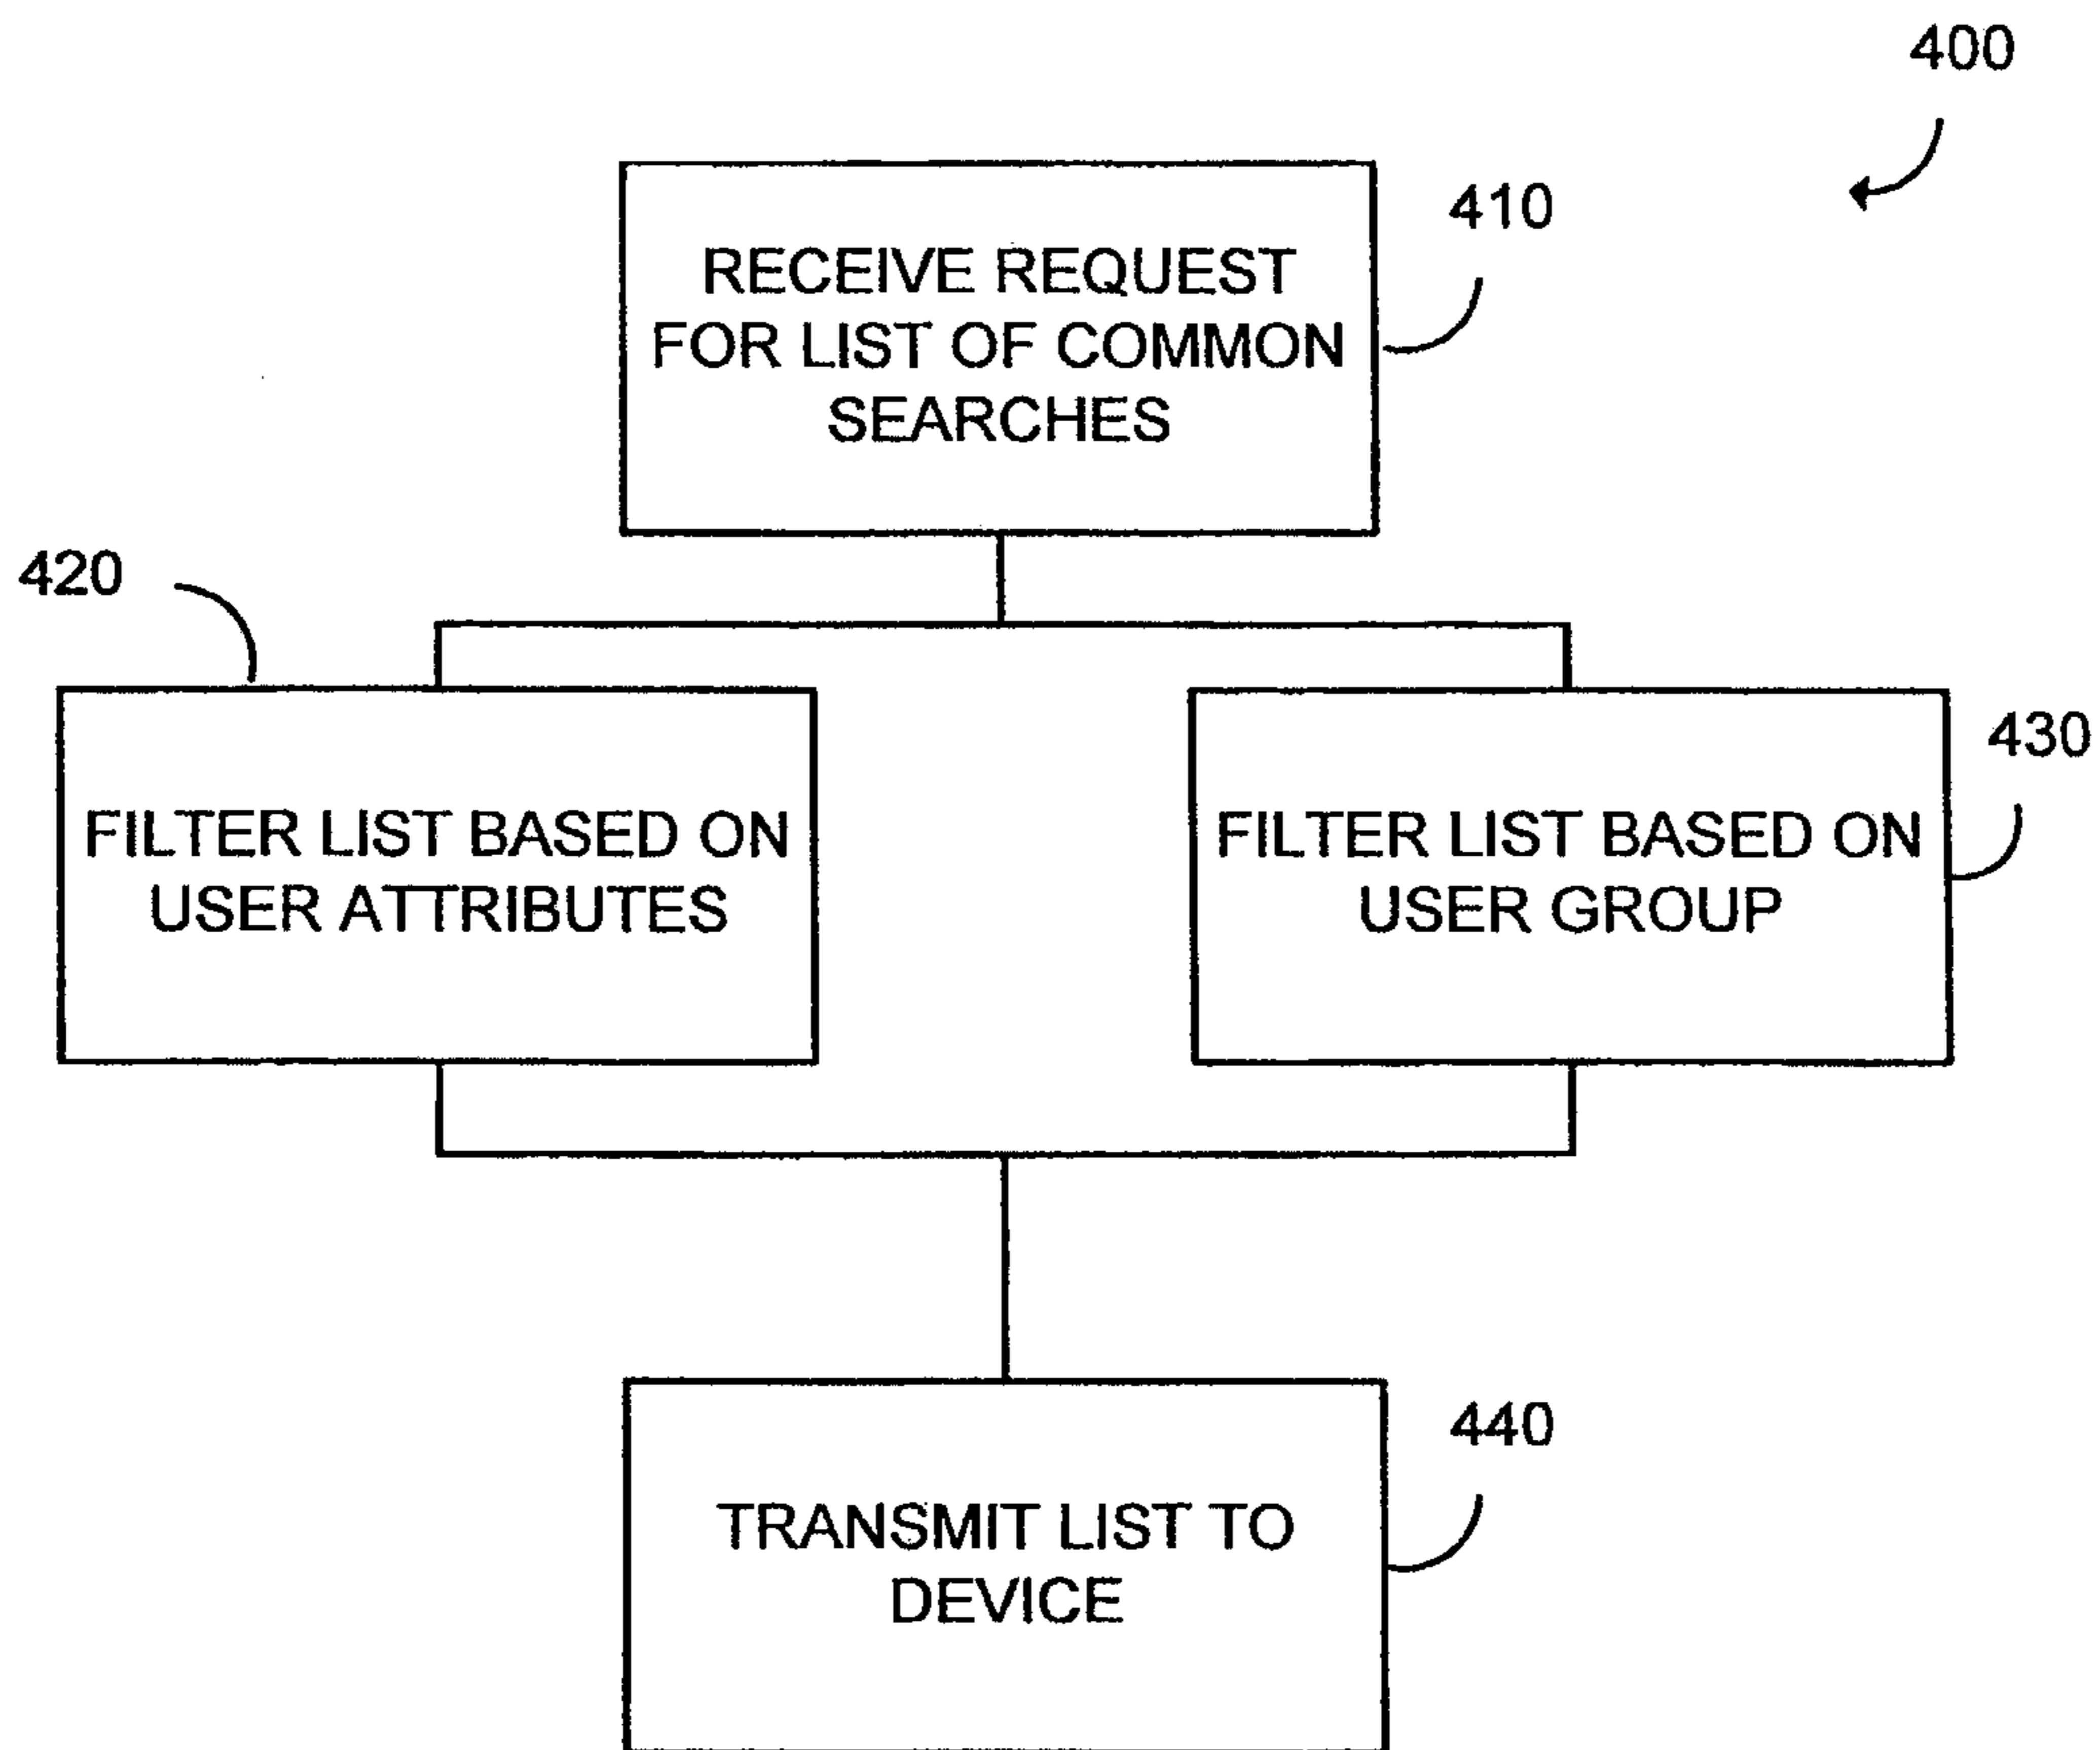 400
RECEIVE REQUEST
FOR LIST OF COMMON
SEARCHES
410
420
FILTER LIST BASED ON
USER ATTRIBUTES
FILTER LIST BASED ON
USER GROUP
430
TRANSMIT LIST TO
DEVICE
440